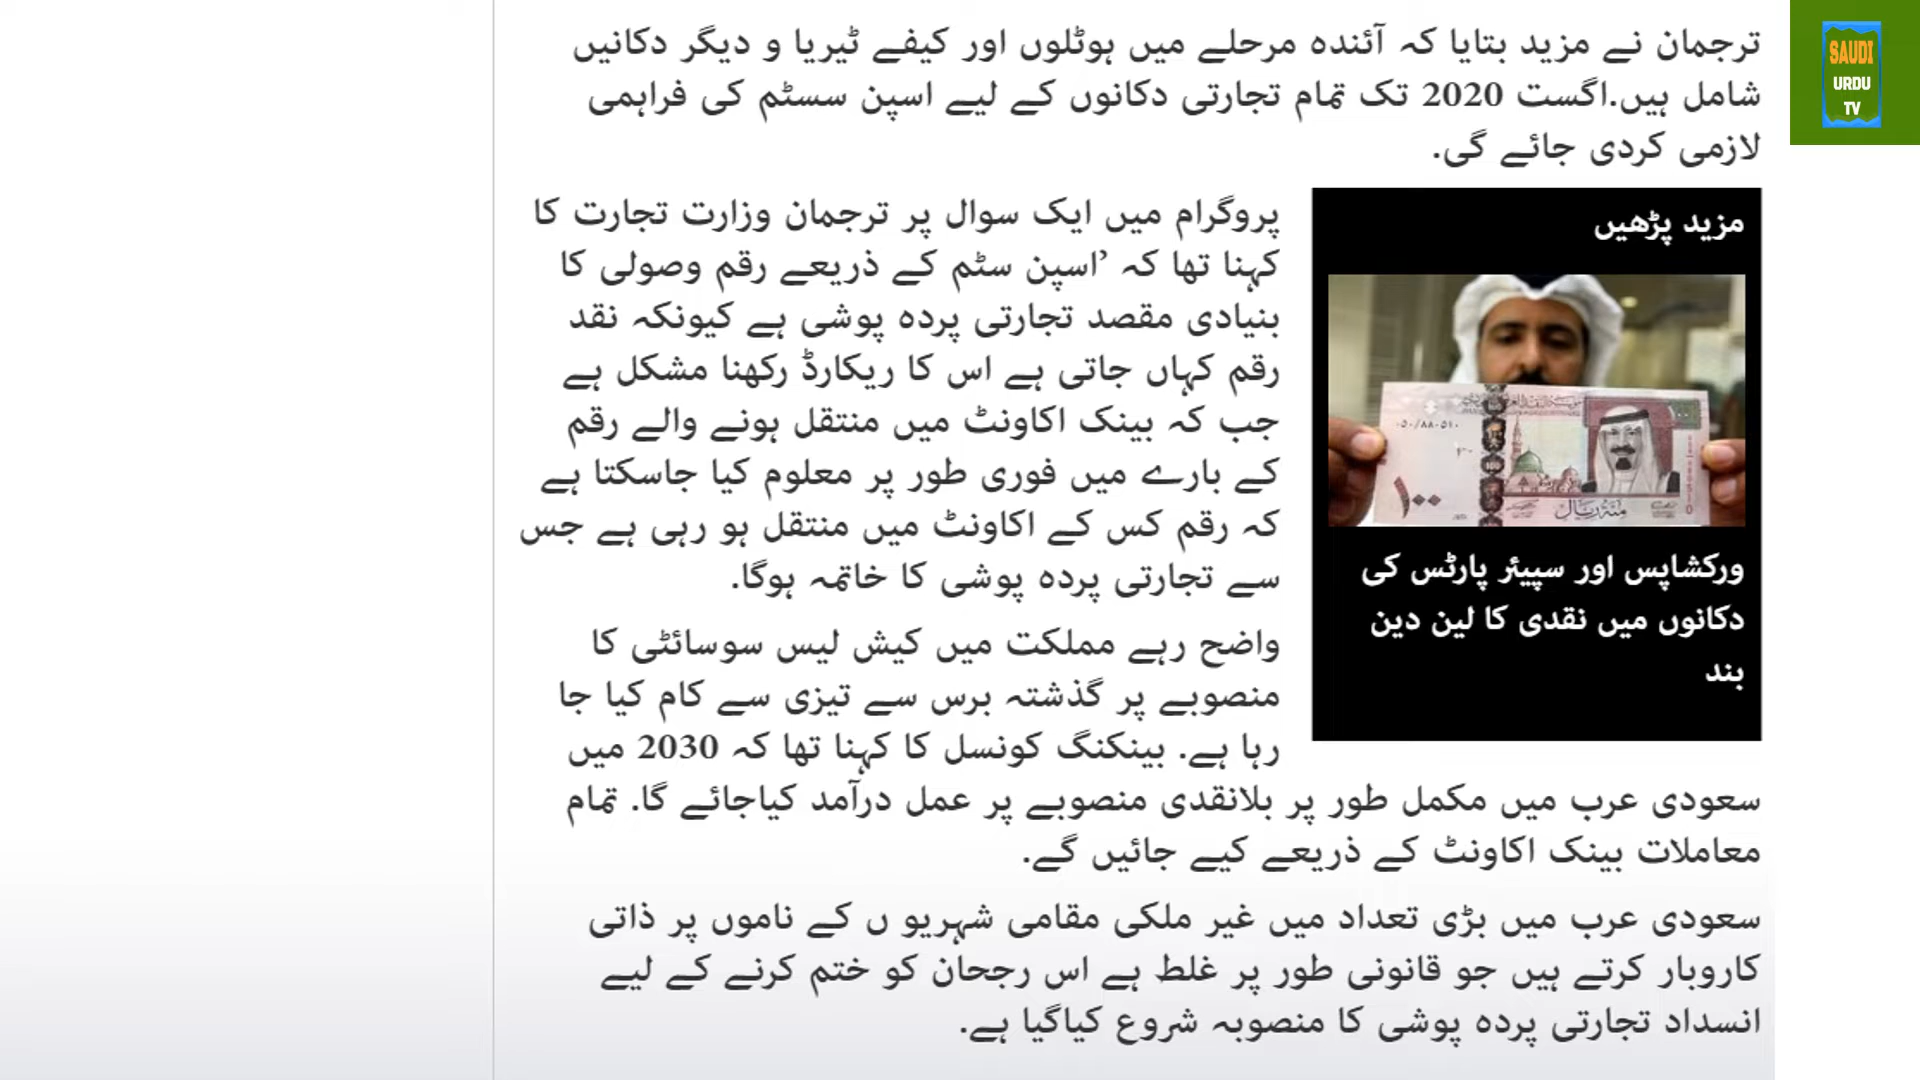 ترجمان نے مزید بتایا کہ آئندہ مرحلے میں ہوٹلوں اور کیفے ٹیریا و دیگر دکانیں
شامل ہیں.اگست 2020 تک تمام تجارتی دکانوں کے لیے اسپن سسٹم کی فراہمی
لازمی کردی جائے گی.
مزید پڑھیں
۱۰۰
ورکشاپس اور سپیئر پارٹس کی
دکانوں میں نقدی کا لین دین
بند
پروگرام میں ایک سوال پر ترجمان وزارت تجارت کا
کہنا تھا کہ ’اسپن سٹم کے ذریعے رقم وصولی کا
بنیادی مقصد تجارتی پردہ پوشی ہے کیونکہ نقد
رقم کہاں جاتی ہے اس کا ریکارڈ رکھنا مشکل ہے
جب کہ بینک اکاونٹ میں منتقل ہونے والے رقم
کے بارے میں فوری طور پر معلوم کیا جاسکتا ہے
کہ رقم کس کے اکاونٹ میں منتقل ہو رہی ہے جس
سے تجارتی پردہ پوشی کا خاتمہ ہوگا.
واضح رہے مملکت میں کیش لیس سوسائٹی کا
منصوبے پر گذشتہ برس سے تیزی سے کام کیا جا
رہا ہے. بینکنگ کونسل کا کہنا تھا کہ 2030 میں
سعودی عرب میں مکمل طور پر بلانقدی منصوبے پر عمل درآمد کیاجائے گا. تمام
معاملات بینک اکاونٹ کے ذریعے کیے جائیں گے.
سعودی عرب میں بڑی تعداد میں غیر ملکی مقامی شہریو ں کے ناموں پر ذاتی
کاروبار کرتے ہیں جو قانونی طور پر غلط ہے اس رجحان کو ختم کرنے کے لیے
انسداد تجارتی پردہ پوشی کا منصوبہ شروع کیاگیا ہے.
SAUDI
URDU
TV